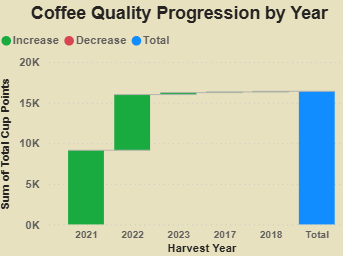 Coffee Quality Progression by Year
Increase Decrease Total
Sum of Total Cup Points
20K
15K
10K
5K
0K
2021 2022 2023 2017 2018 Total
Harvest Year